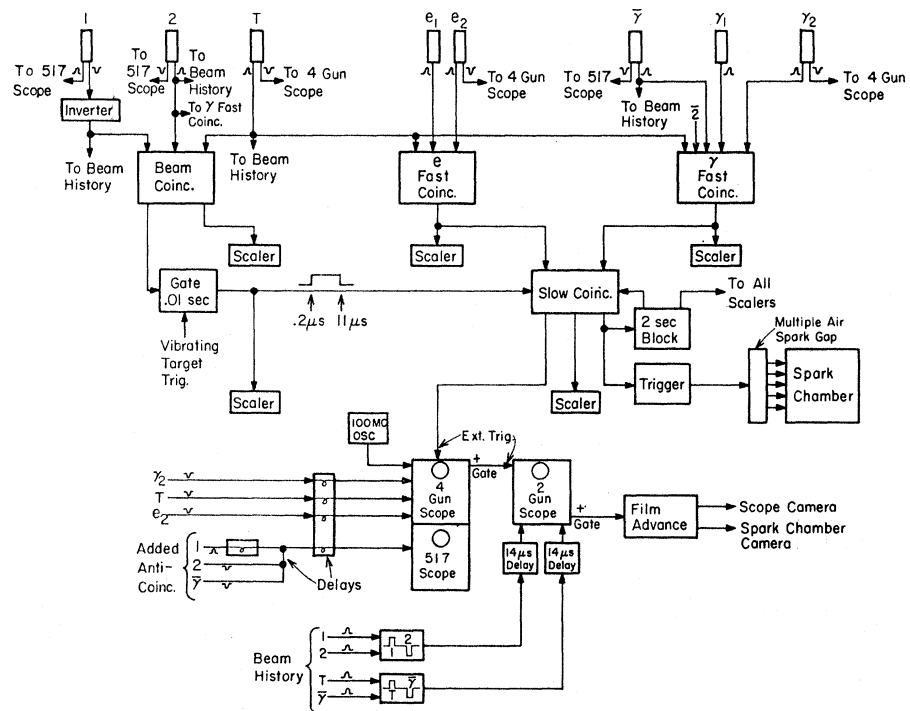 1
2
T
e1
e2
γ̅
γ1
γ2
To 517
Scope
To
517
Scope
To
Beam
History
To γ Fast
Coinc.
To 4 Gun
Scope
To 4 Gun
Scope
To 517
Scope
To Beam
History
2̅
To 4 Gun
Scope
Inverter
To Beam
History
Beam
Coinc.
To Beam
History
e
Fast
Coinc.
γ
Fast
Coinc.
Scaler
Scaler
Scaler
Gate
.01 sec
.2μs
11μs
Slow Coinc.
2 sec
Block
To All
Scalers
Vibrating
Target
Trig.
Scaler
Scaler
Trigger
Multiple Air
Spark Gap
Spark
Chamber
100MC
OSC
Ext. Trig.
4
Gun
Scope
+
Gate
2
Gun
Scope
+
Gate
Film
Advance
Scope Camera
Spark Chamber
Camera
γ2
T
e2
Added
Anti-
Coinc.
1
2
γ̅
Delays
517
Scope
14μs
Delay
14μs
Delay
Beam
History
1
2
1 2
T
γ̅
T γ̅